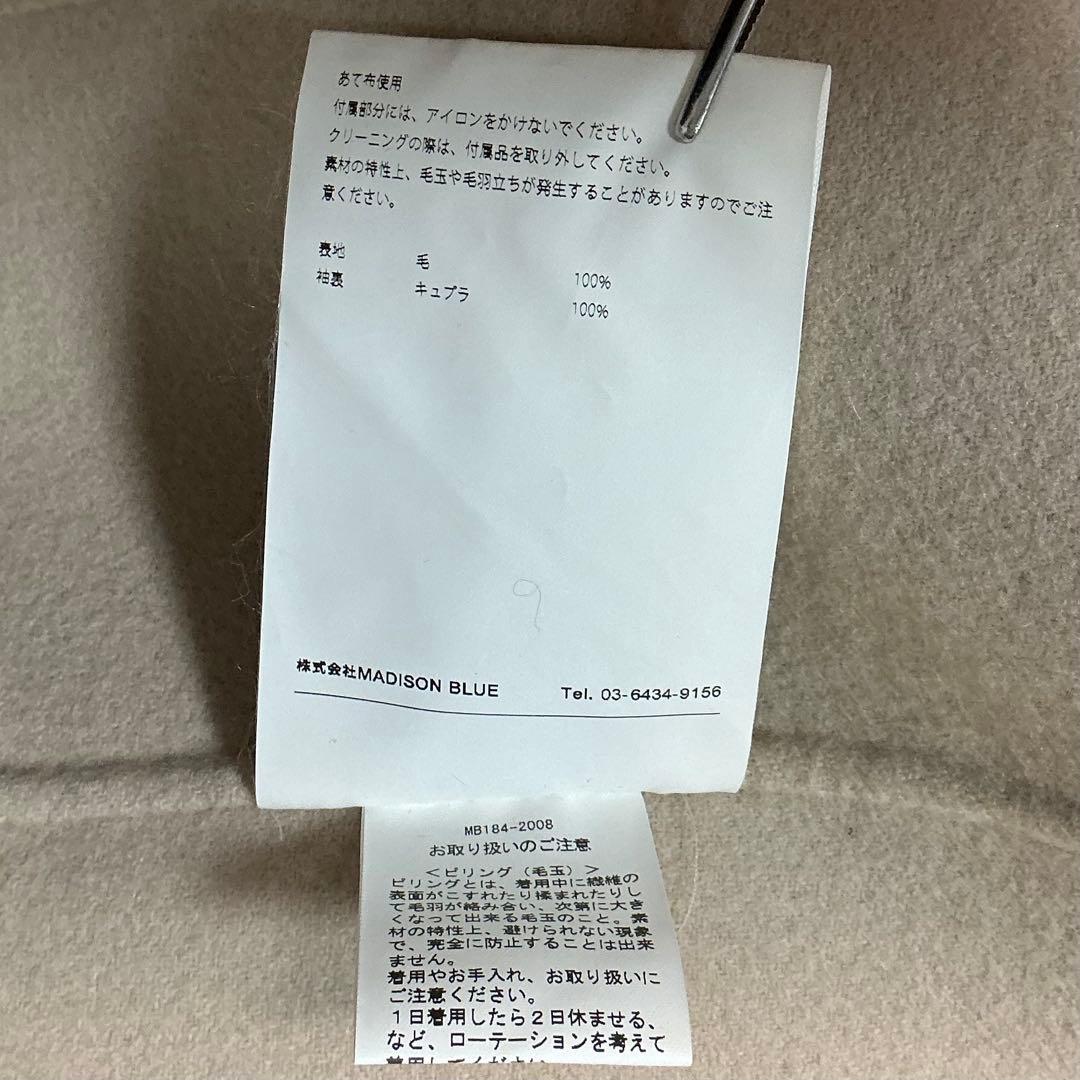 あて布使用
付属部分には、アイロンをかけないでください。
クリーニングの際は、付属品を取り外してください。
素材の特性上、毛玉や毛羽立ちが発生することがありますのでご注
意ください。
表地 毛 100%
袖裏 キュプラ 100%
株式会社MADISON BLUE Tel. 03-6434-9156
MB184-2008
お取り扱いのご注意
＜ピリング（毛玉）＞
ピリングとは、着用中に繊維の
表面がこすれたり揉まれたりし
て毛羽が絡み合い、次第に大き
くなって出来る毛玉のこと。素
材の特性上、避けられない現象
で、完全に防止することは出来
ません。
着用やお手入れ、お取り扱いに
ご注意ください。
１日着用したら２日休ませる、
など、ローテーションを考えて
着用してください